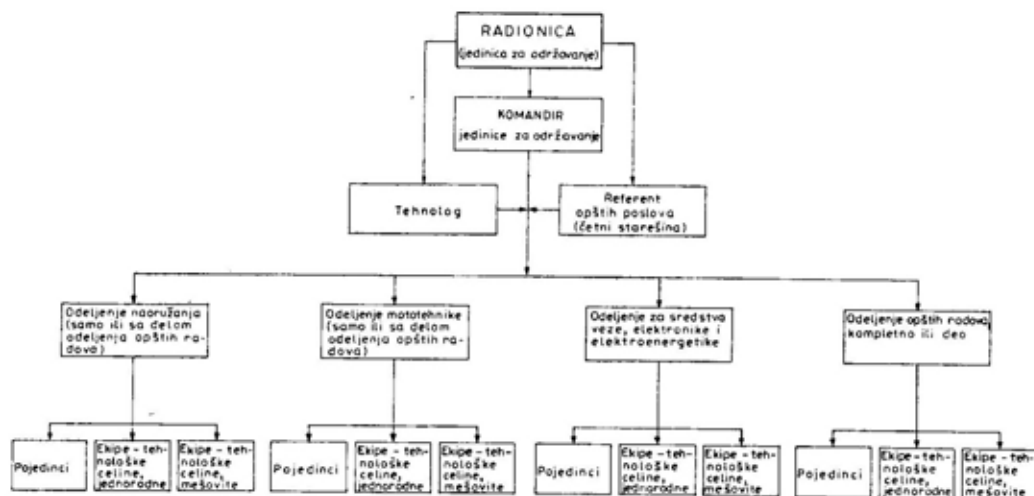 RADIONICA
(jedinica za održavanje)
KOMANDIR
jedinice za održavanje
Tehnolog
Referent
opštih poslova
(četni starešina)
Odeljenje naoružanja
(samo ili sa delom
odeljenja opštih ra-
dova)
Odeljenje mototehnike
(samo ili sa delom
odeljenja opštih ra-
dova)
Odeljenje za sredstva
veze, elektronike i
elektroenergetike
Odeljenje opštih radova,
kompletno ili deo
Pojedinci
Ekipe-teh-
nološke
celine,
jednorodne
Ekipe-teh-
nološke
celine,
mešovite
Pojedinci
Ekipe-teh-
nološke
celine,
jednorodne
Ekipe-teh-
nološke
celine,
mešovite
Pojedinci
Ekipe-teh-
nološke
celine,
jednorodne
Ekipe-teh-
nološke
celine,
mešovite
Pojedinci
Ekipe-teh-
nološke
celine,
jednorodne
Ekipe-teh-
nološke
celine,
mešovite